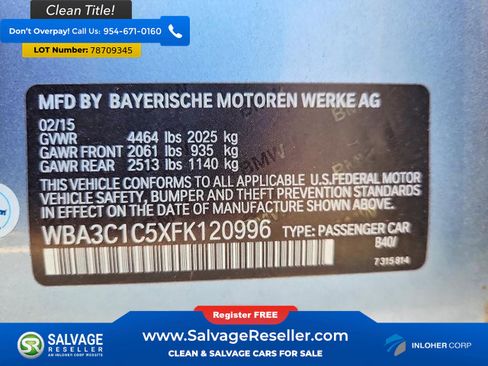 Clean Title!
Don't Overpay! Call Us: 954-671-0160
LOT Number: 78709345
MFD BY BAYERISCHE MOTOREN WERKE AG
02/15
GVWR 4464 lbs 2025 kg
GAWR FRONT 2061 lbs 935 kg
GAWR REAR 2513 lbs 1140 kg
THIS VEHICLE CONFORMS TO ALL APPLICABLE U.S.FEDERAL MOTOR
VEHICLE SAFETY, BUMPER AND THEFT PREVENTION STANDARDS
IN EFFECT ON THE DATE OF MANUFACTURE SHOWN ABOVE.
WBA3C1C5XFK120996 TYPE: PASSENGER CAR
B40/
7 315 814
Register FREE!
SALVAGE
RESELLER
AN INLOHER CORP WEBSITE
www.SalvageReseller.com
CLEAN & SALVAGE CARS FOR SALE
INLOHER CORP